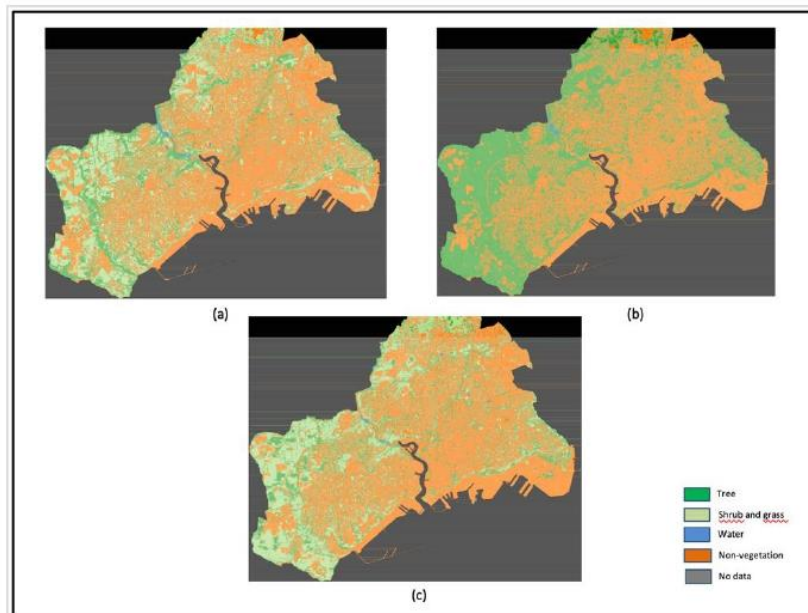 (a)
(b)
(c)
Tree
Shrub and grass
Water
Non-vegetation
No data